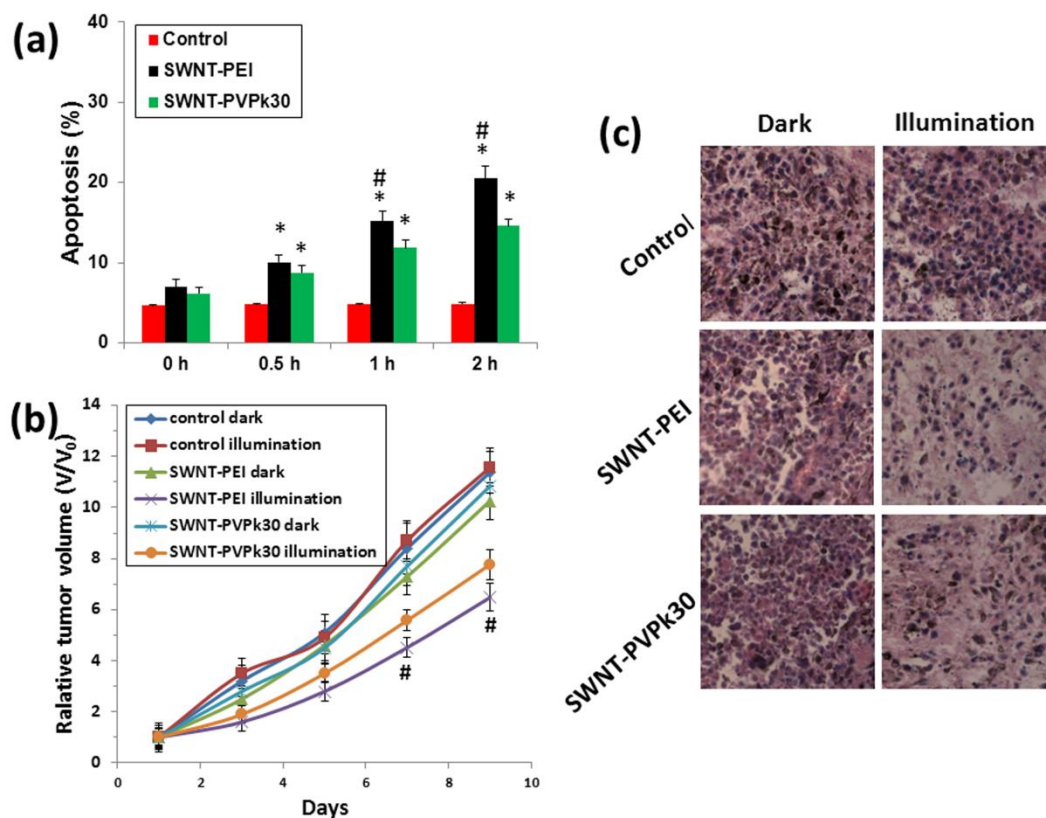 (a)
Apoptosis (%)
40
30
20
10
0
Control
SWNT-PEI
SWNT-PVPk30
*
*
#
*
*
#
*
*
0 h 0.5 h 1 h 2 h
(b)
Ralative tumor volume (V/V₀)
14
12
10
8
6
4
2
0
control dark
control illumination
SWNT-PEI dark
SWNT-PEI illumination
SWNT-PVPk30 dark
SWNT-PVPk30 illumination
#
#
0 2 4 6 8 10
Days
(c)
Dark Illumination
Control
SWNT-PEI
SWNT-PVPk30